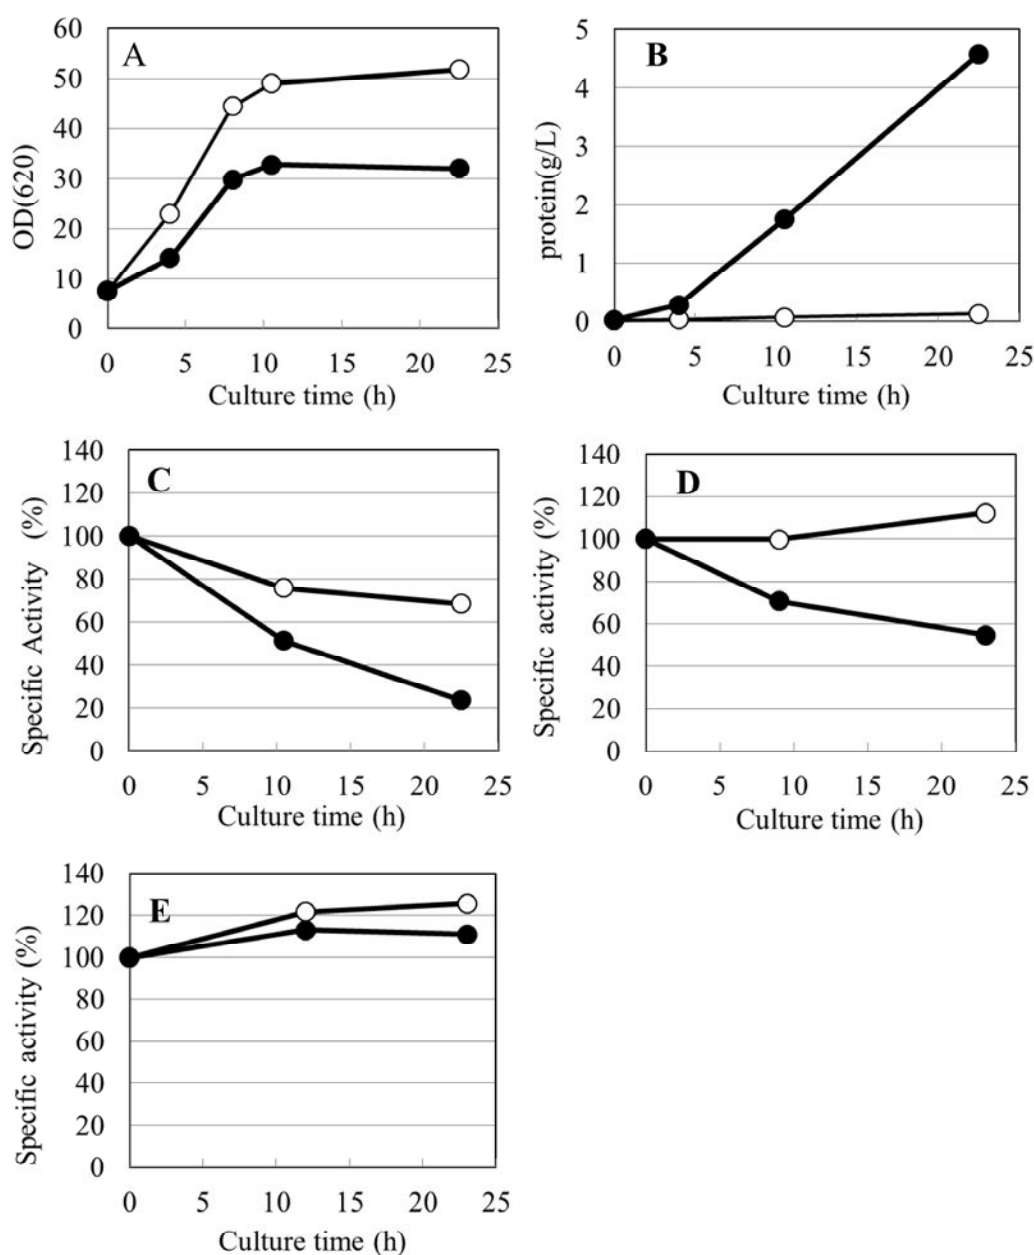 A
OD(620)
60
50
40
30
20
10
0
0 5 10 15 20 25
Culture time (h)
B
protein(g/L)
5
4
3
2
1
0
0 5 10 15 20 25
Culture time (h)
C
Specific Activity (%)
140
120
100
80
60
40
20
0
0 5 10 15 20 25
Culture time (h)
D
Specific activity (%)
140
120
100
80
60
40
20
0
0 5 10 15 20 25
Culture time (h)
E
Specific activity (%)
140
120
100
80
60
40
20
0
0 5 10 15 20 25
Culture time (h)